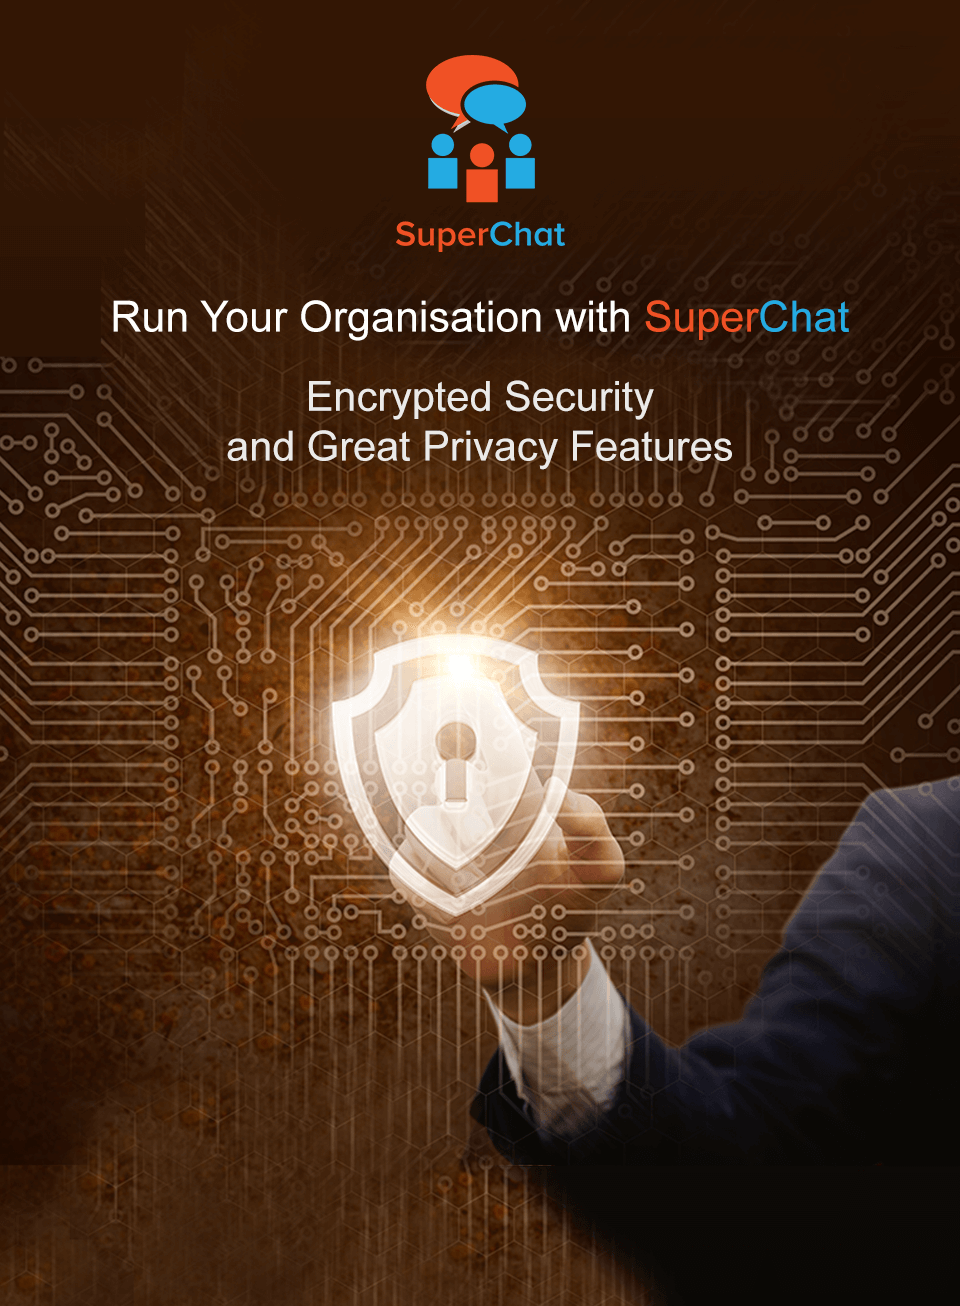 SuperChat
Run Your Organisation with SuperChat
Encrypted Security
and Great Privacy Features